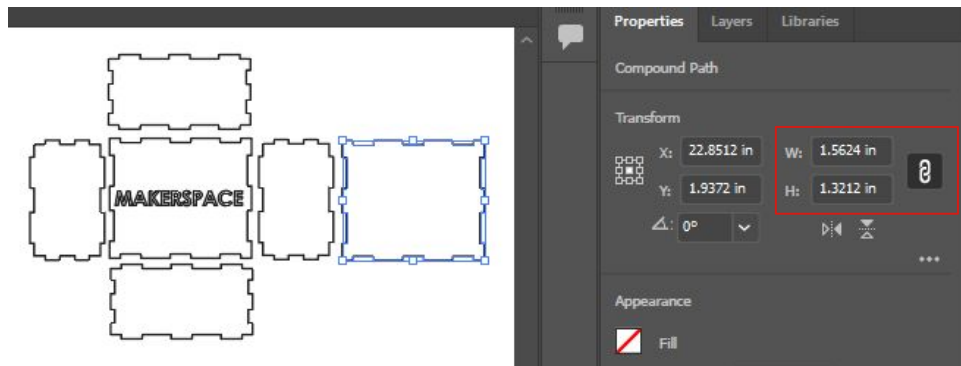 Properties Layers Libraries
Compound Path
Transform
X: 22.8512 in W: 1.5624 in
Y: 1.9372 in H: 1.3212 in
0°
MAKERSPACE
Appearance
Fill